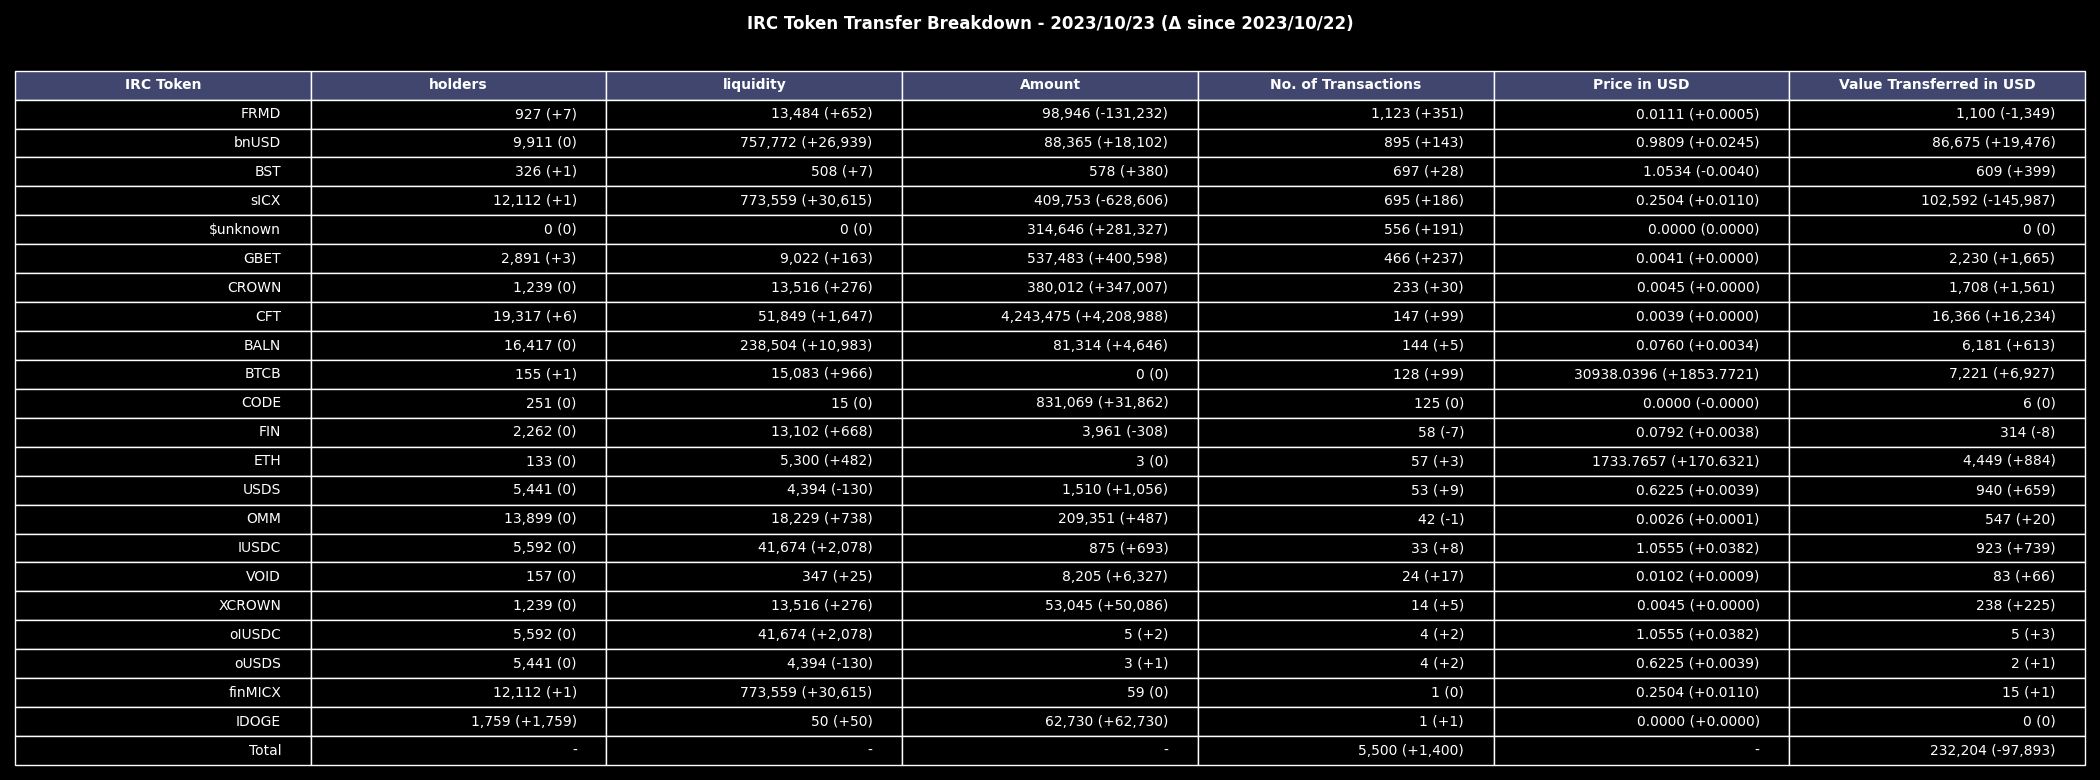 IRC Token Transfer Breakdown - 2023/10/23 (Δ since 2023/10/22)
IRC Token holders liquidity Amount No. of Transactions Price in USD Value Transferred in USD
FRMD 927 (+7) 13,484 (+652) 98,946 (-131,232) 1,123 (+351) 0.0111 (+0.0005) 1,100 (-1,349)
bnUSD 9,911 (0) 757,772 (+26,939) 88,365 (+18,102) 895 (+143) 0.9809 (+0.0245) 86,675 (+19,476)
BST 326 (+1) 508 (+7) 578 (+380) 697 (+28) 1.0534 (-0.0040) 609 (+399)
sICX 12,112 (+1) 773,559 (+30,615) 409,753 (-628,606) 695 (+186) 0.2504 (+0.0110) 102,592 (-145,987)
$unknown 0 (0) 0 (0) 314,646 (+281,327) 556 (+191) 0.0000 (0.0000) 0 (0)
GBET 2,891 (+3) 9,022 (+163) 537,483 (+400,598) 466 (+237) 0.0041 (+0.0000) 2,230 (+1,665)
CROWN 1,239 (0) 13,516 (+276) 380,012 (+347,007) 233 (+30) 0.0045 (+0.0000) 1,708 (+1,561)
CFT 19,317 (+6) 51,849 (+1,647) 4,243,475 (+4,208,988) 147 (+99) 0.0039 (+0.0000) 16,366 (+16,234)
BALN 16,417 (0) 238,504 (+10,983) 81,314 (+4,646) 144 (+5) 0.0760 (+0.0034) 6,181 (+613)
BTCB 155 (+1) 15,083 (+966) 0 (0) 128 (+99) 30938.0396 (+1853.7721) 7,221 (+6,927)
CODE 251 (0) 15 (0) 831,069 (+31,862) 125 (0) 0.0000 (-0.0000) 6 (0)
FIN 2,262 (0) 13,102 (+668) 3,961 (-308) 58 (-7) 0.0792 (+0.0038) 314 (-8)
ETH 133 (0) 5,300 (+482) 3 (0) 57 (+3) 1733.7657 (+170.6321) 4,449 (+884)
USDS 5,441 (0) 4,394 (-130) 1,510 (+1,056) 53 (+9) 0.6225 (+0.0039) 940 (+659)
OMM 13,899 (0) 18,229 (+738) 209,351 (+487) 42 (-1) 0.0026 (+0.0001) 547 (+20)
IUSDC 5,592 (0) 41,674 (+2,078) 875 (+693) 33 (+8) 1.0555 (+0.0382) 923 (+739)
VOID 157 (0) 347 (+25) 8,205 (+6,327) 24 (+17) 0.0102 (+0.0009) 83 (+66)
XCROWN 1,239 (0) 13,516 (+276) 53,045 (+50,086) 14 (+5) 0.0045 (+0.0000) 238 (+225)
oIUSDC 5,592 (0) 41,674 (+2,078) 5 (+2) 4 (+2) 1.0555 (+0.0382) 5 (+3)
oUSDS 5,441 (0) 4,394 (-130) 3 (+1) 4 (+2) 0.6225 (+0.0039) 2 (+1)
finMICX 12,112 (+1) 773,559 (+30,615) 59 (0) 1 (0) 0.2504 (+0.0110) 15 (+1)
IDOGE 1,759 (+1,759) 50 (+50) 62,730 (+62,730) 1 (+1) 0.0000 (+0.0000) 0 (0)
Total - - - 5,500 (+1,400) - 232,204 (-97,893)